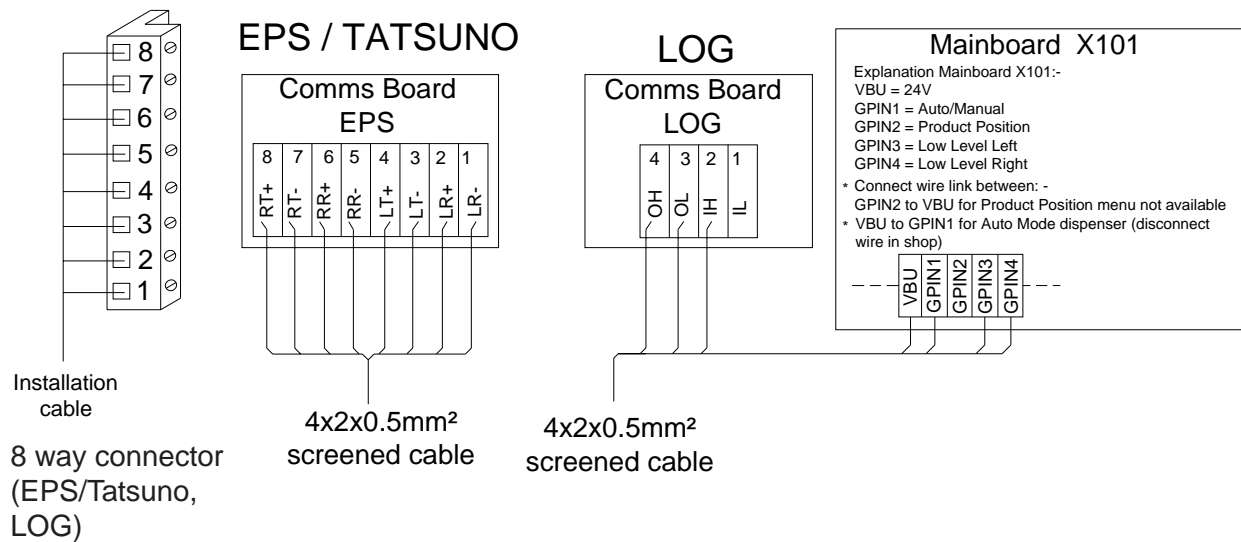 8
7
6
5
4
3
2
1
Installation
cable
8 way connector
(EPS/Tatsuno,
LOG)
EPS / TATSUNO
Comms Board
EPS
8 7 6 5 4 3 2 1
RT+ RT- RR+ RR- LT+ LT- LR+ LR-
4x2x0.5mm²
screened cable
LOG
Comms Board
LOG
4 3 2 1
OH OL IH IL
4x2x0.5mm²
screened cable
Mainboard X101
Explanation Mainboard X101:-
VBU = 24V
GPIN1 = Auto/Manual
GPIN2 = Product Position
GPIN3 = Low Level Left
GPIN4 = Low Level Right
* Connect wire link between: -
GPIN2 to VBU for Product Position menu not available
* VBU to GPIN1 for Auto Mode dispenser (disconnect
wire in shop)
VBU GPIN1 GPIN2 GPIN3 GPIN4